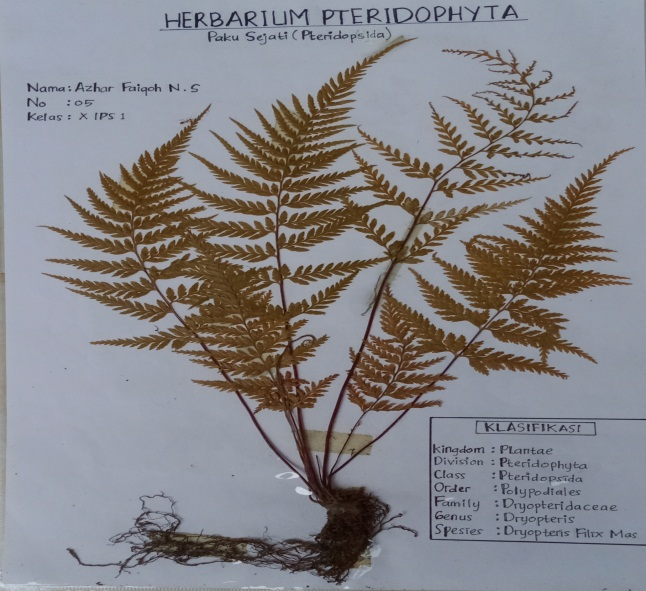 HERBARIUM PTERIDOPHYTA
Paku Sejati (Pteridopsida)
Nama : Azhar Faiqoh N.S
No : 05
Kelas : X IPS 1
KLASIFIKASI
Kingdom : Plantae
Division : Pteridophyta
Class : Pteridopsida
Order : Polypodiales
Family : Dryopteridaceae
Genus : Dryopteris
Spesies : Dryopteris Filix Mas